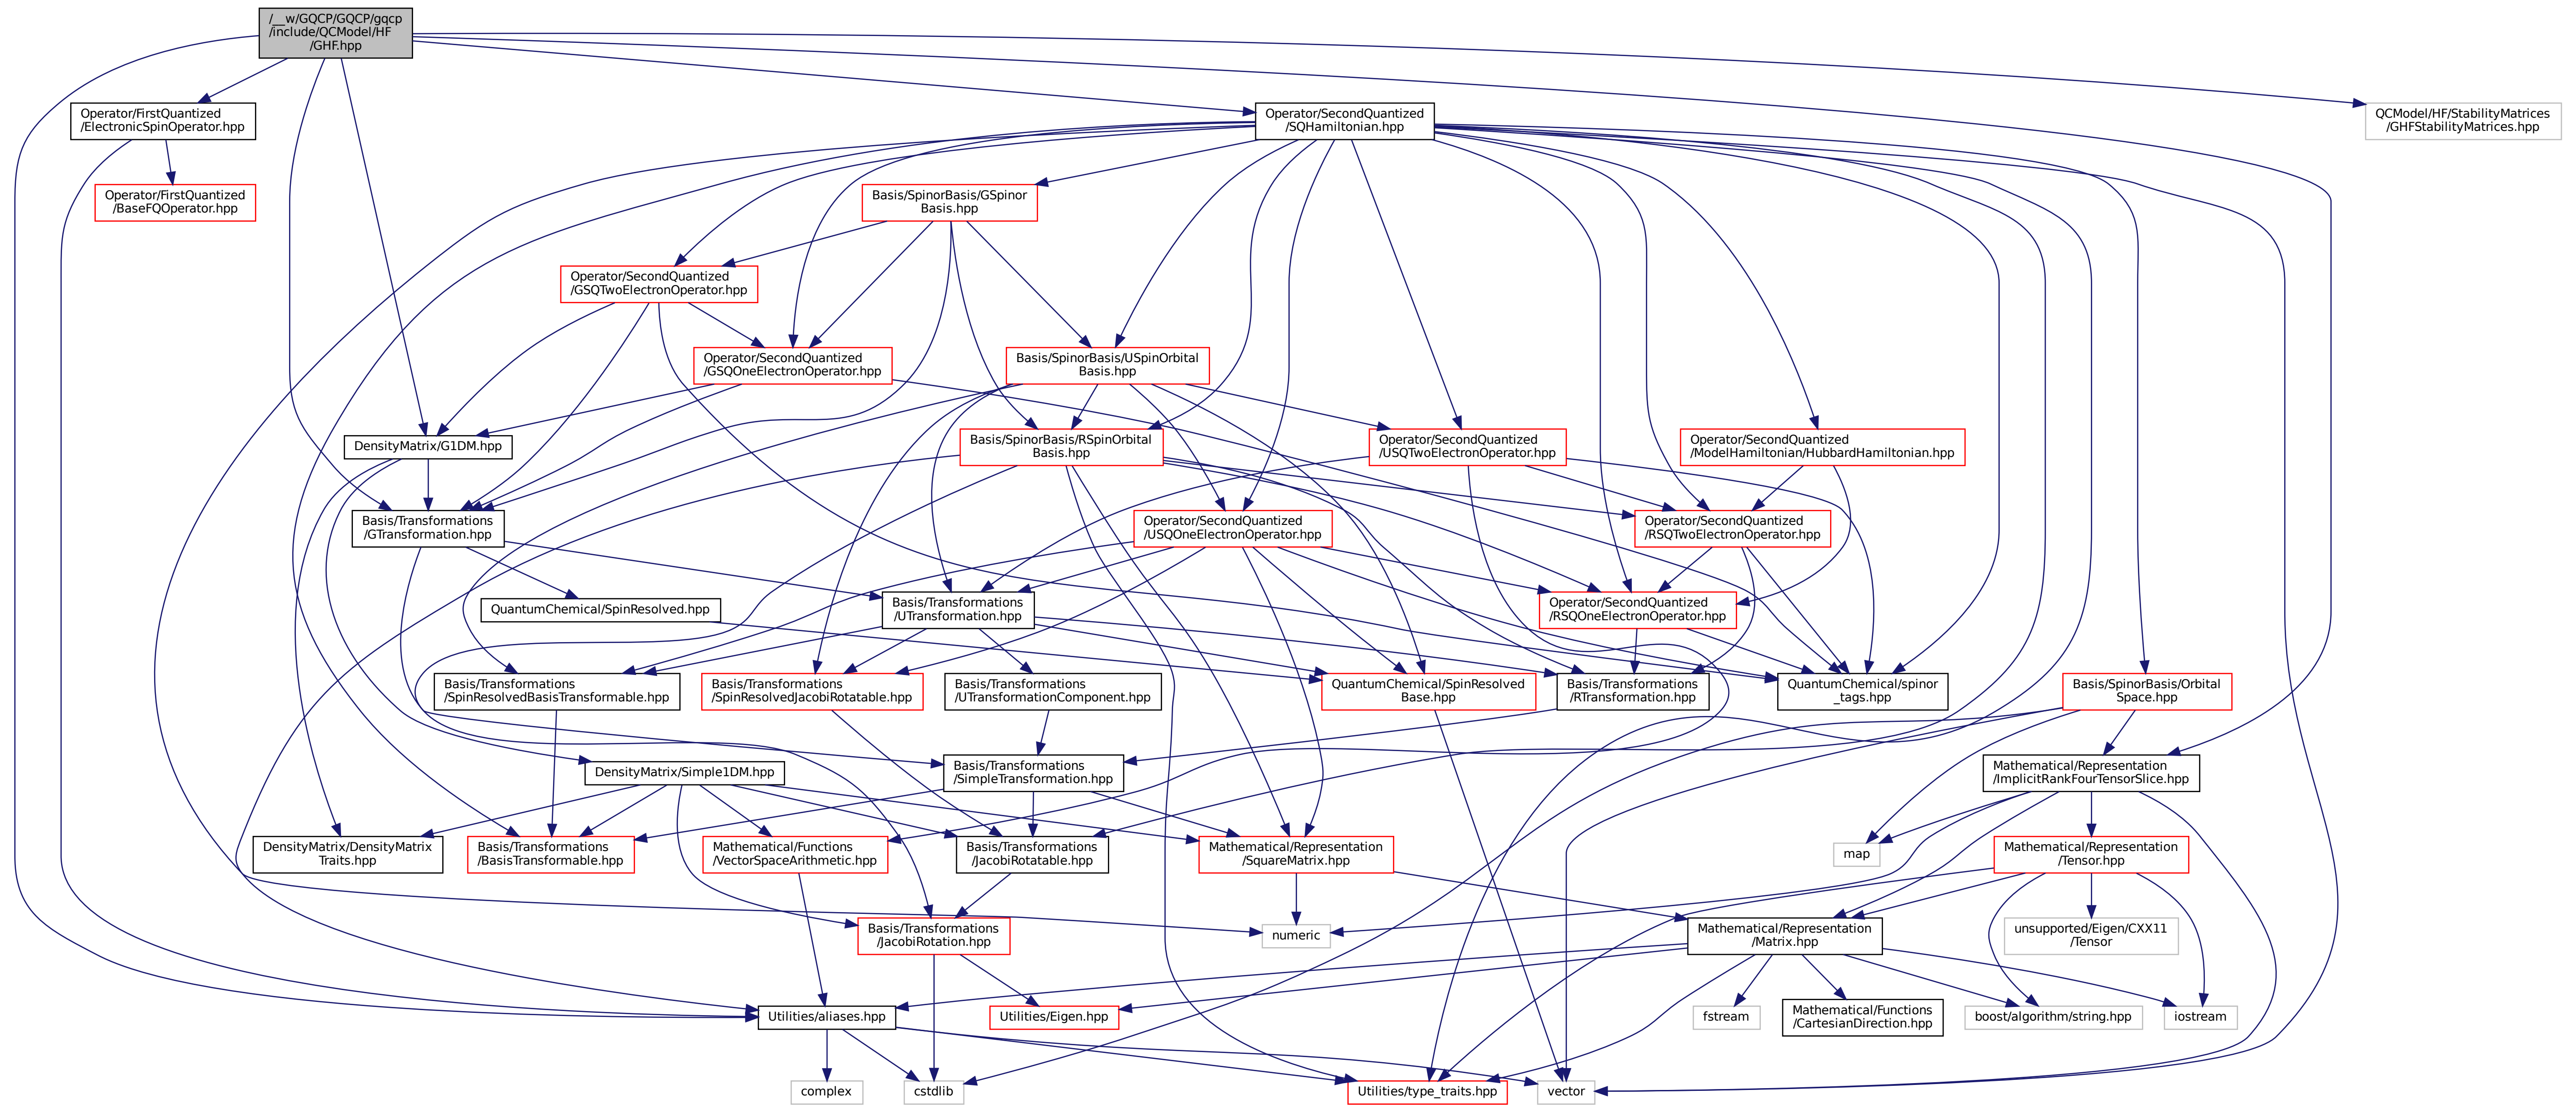 /__w/GQCP/GQCP/gqcp
/include/QCModel/HF
/GHF.hpp
Operator/FirstQuantized
/ElectronicSpinOperator.hpp
Operator/SecondQuantized
/SQHamiltonian.hpp
QCModel/HF/StabilityMatrices
/GHFStabilityMatrices.hpp
Operator/FirstQuantized
/BaseFQOperator.hpp
Basis/SpinorBasis/GSpinor
Basis.hpp
Operator/SecondQuantized
/GSQTwoElectronOperator.hpp
Operator/SecondQuantized
/GSQOneElectronOperator.hpp
Basis/SpinorBasis/USpinOrbital
Basis.hpp
DensityMatrix/G1DM.hpp
Basis/SpinorBasis/RSpinOrbital
Basis.hpp
Operator/SecondQuantized
/USQTwoElectronOperator.hpp
Operator/SecondQuantized
/ModelHamiltonian/HubbardHamiltonian.hpp
Basis/Transformations
/GTransformation.hpp
Operator/SecondQuantized
/USQOneElectronOperator.hpp
Operator/SecondQuantized
/RSQTwoElectronOperator.hpp
QuantumChemical/SpinResolved.hpp
Basis/Transformations
/UTransformation.hpp
Operator/SecondQuantized
/RSQOneElectronOperator.hpp
Basis/Transformations
/SpinResolvedBasisTransformable.hpp
Basis/Transformations
/SpinResolvedJacobiRotatable.hpp
Basis/Transformations
/UTransformationComponent.hpp
QuantumChemical/SpinResolved
Base.hpp
Basis/Transformations
/RTransformation.hpp
QuantumChemical/spinor
_tags.hpp
Basis/SpinorBasis/Orbital
Space.hpp
DensityMatrix/Simple1DM.hpp
Basis/Transformations
/SimpleTransformation.hpp
Mathematical/Representation
/ImplicitRankFourTensorSlice.hpp
DensityMatrix/DensityMatrix
Traits.hpp
Basis/Transformations
/BasisTransformable.hpp
Mathematical/Functions
/VectorSpaceArithmetic.hpp
Basis/Transformations
/JacobiRotatable.hpp
Mathematical/Representation
/SquareMatrix.hpp
map
Mathematical/Representation
/Tensor.hpp
Basis/Transformations
/JacobiRotation.hpp
numeric
Mathematical/Representation
/Matrix.hpp
unsupported/Eigen/CXX11
/Tensor
Utilities/aliases.hpp
Utilities/Eigen.hpp
fstream
Mathematical/Functions
/CartesianDirection.hpp
boost/algorithm/string.hpp
iostream
complex
cstdlib
Utilities/type_traits.hpp
vector